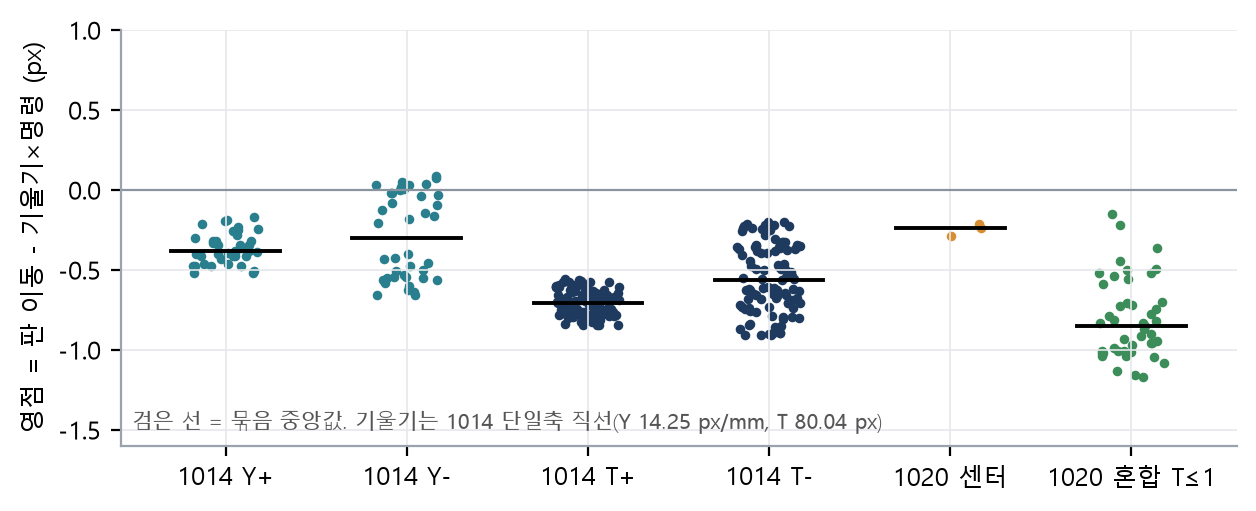 영점 = 판 이동 - 기울기×명령 (px)
1.0
0.5
0.0
-0.5
-1.0
-1.5
검은 선 = 묶음 중앙값. 기울기는 1014 단일축 직선(Y 14.25 px/mm, T 80.04 px)
1014 Y+ 1014 Y- 1014 T+ 1014 T- 1020 센터 1020 혼합 T≤1